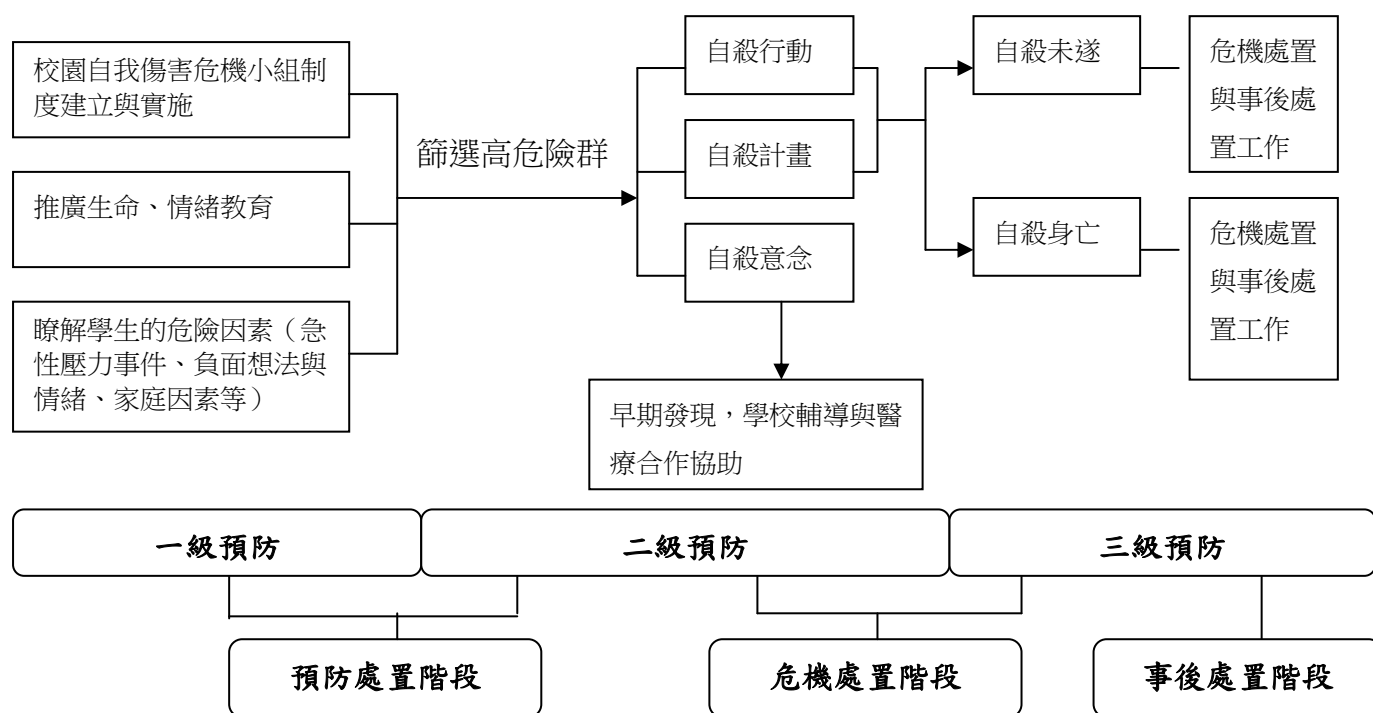 校園自我傷害危機小組制
度建立與實施
推廣生命、情緒教育
瞭解學生的危險因素（急
性壓力事件、負面想法與
情緒、家庭因素等）
篩選高危險群
自殺行動
自殺計畫
自殺意念
早期發現，學校輔導與醫
療合作協助
自殺未遂
自殺身亡
危機處置
與事後處
置工作
危機處置
與事後處
置工作
一級預防
二級預防
三級預防
預防處置階段
危機處置階段
事後處置階段